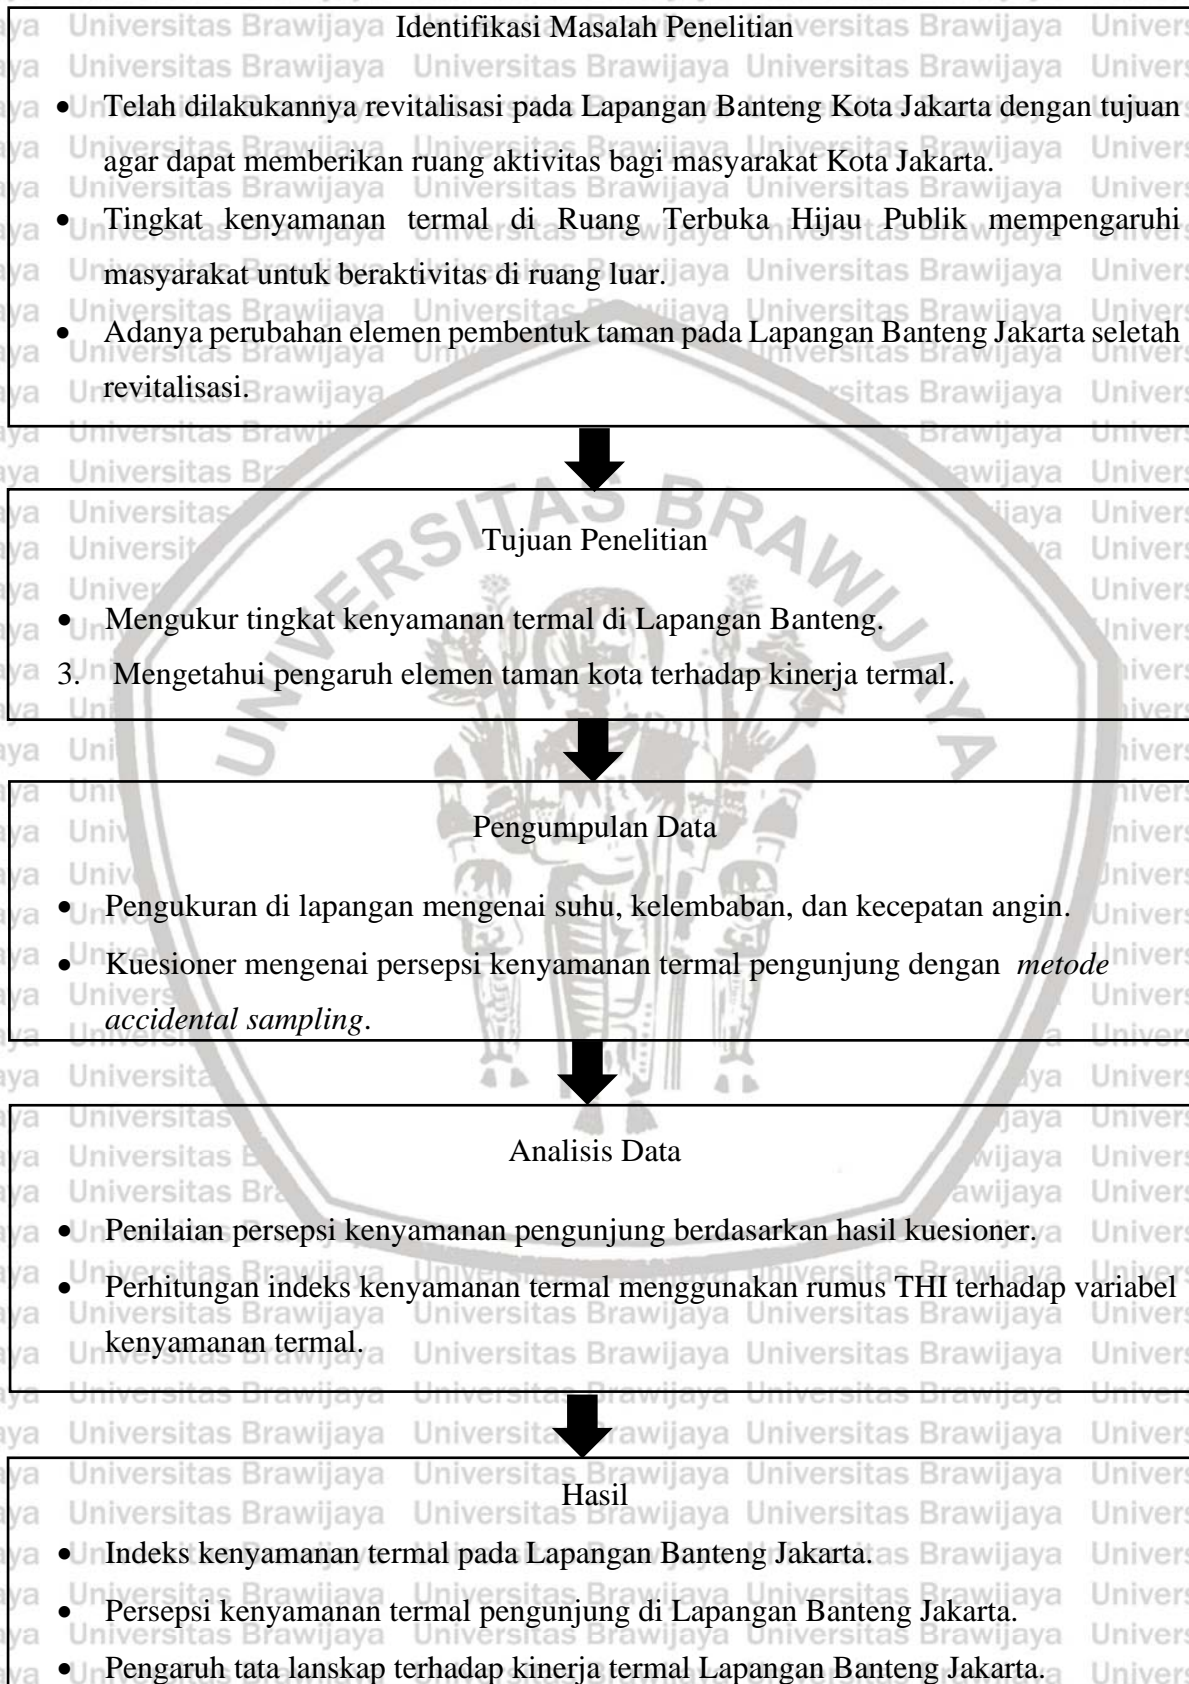 Identifikasi Masalah Penelitian
• Telah dilakukannya revitalisasi pada Lapangan Banteng Kota Jakarta dengan tujuan
agar dapat memberikan ruang aktivitas bagi masyarakat Kota Jakarta.
• Tingkat kenyamanan termal di Ruang Terbuka Hijau Publik mempengaruhi
masyarakat untuk beraktivitas di ruang luar.
• Adanya perubahan elemen pembentuk taman pada Lapangan Banteng Jakarta seletah
revitalisasi.
UNIVERSITAS BRAWIJAYA
Tujuan Penelitian
• Mengukur tingkat kenyamanan termal di Lapangan Banteng.
3. Mengetahui pengaruh elemen taman kota terhadap kinerja termal.
Pengumpulan Data
• Pengukuran di lapangan mengenai suhu, kelembaban, dan kecepatan angin.
• Kuesioner mengenai persepsi kenyamanan termal pengunjung dengan metode
accidental sampling.
Analisis Data
• Penilaian persepsi kenyamanan pengunjung berdasarkan hasil kuesioner.
• Perhitungan indeks kenyamanan termal menggunakan rumus THI terhadap variabel
kenyamanan termal.
Hasil
• Indeks kenyamanan termal pada Lapangan Banteng Jakarta.
• Persepsi kenyamanan termal pengunjung di Lapangan Banteng Jakarta.
• Pengaruh tata lanskap terhadap kinerja termal Lapangan Banteng Jakarta.